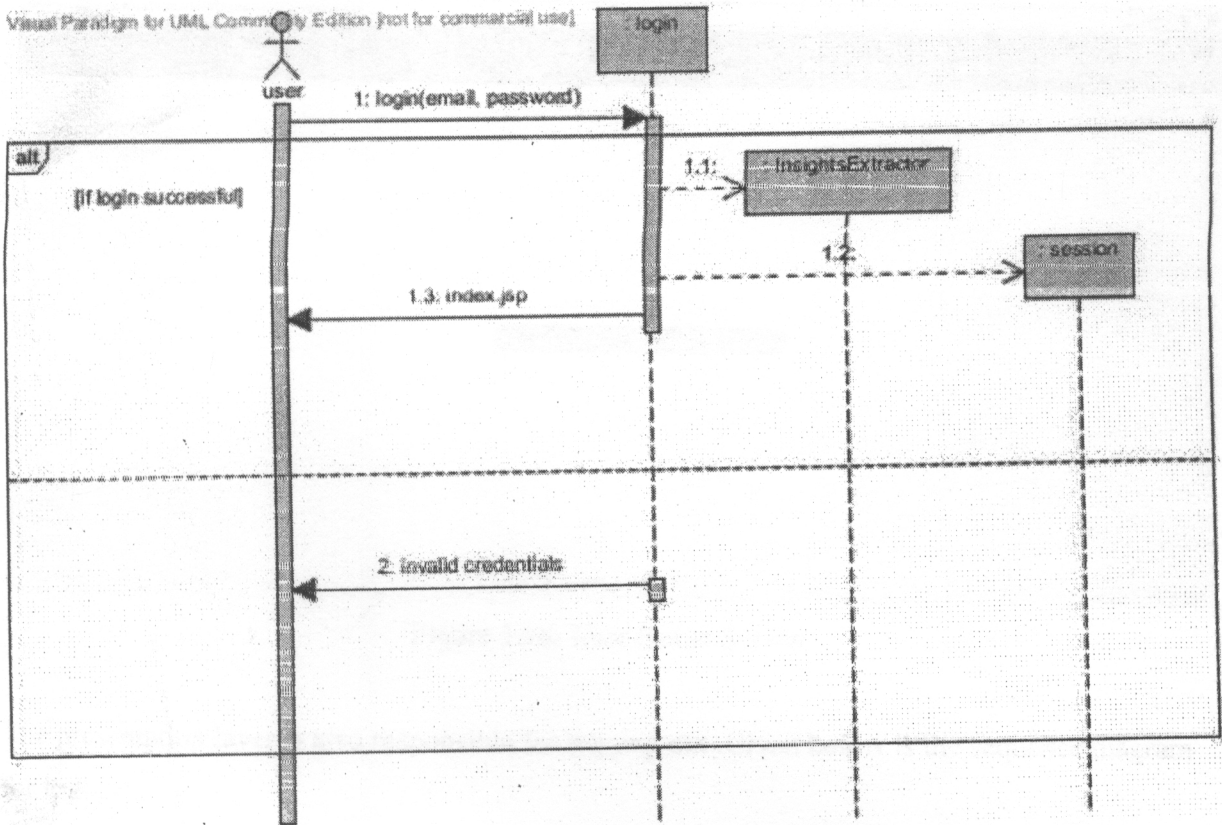 Visual Paradigm for UML Community Edition [not for commercial use]
: login
user
1: login(email, password)
alt
1.1:
: InsightsExtractor
[if login successful]
1.2:
: session
1.3: index.jsp
2: invalid credentials